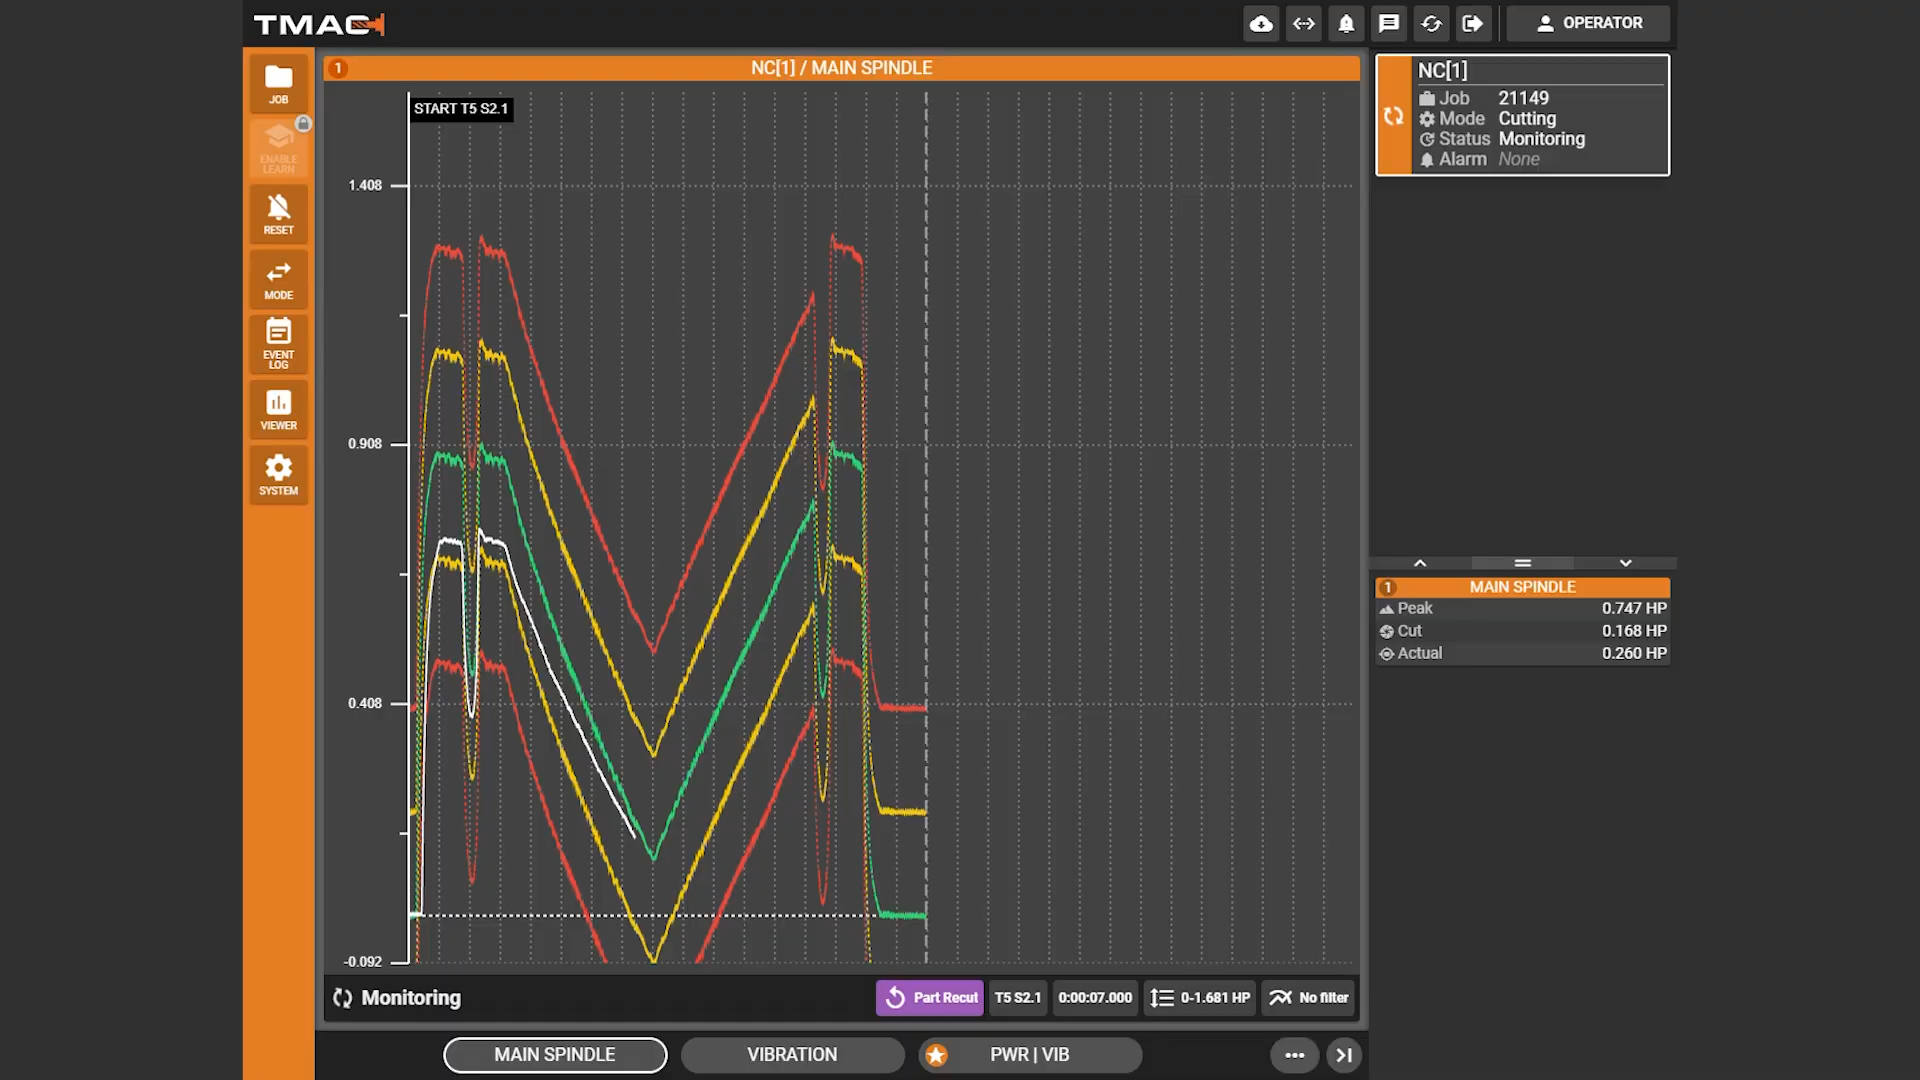 TMAC
OPERATOR
JOB
ENABLE
LEARN
RESET
MODE
EVENT
LOG
VIEWER
SYSTEM
1
NC[1] / MAIN SPINDLE
START T5 S2.1
1.408
0.908
0.408
-0.092
Monitoring
Part Recut
T5 S2.1
0:00:07.000
0-1.681 HP
No filter
MAIN SPINDLE
VIBRATION
PWR | VIB
NC[1]
Job 21149
Mode Cutting
Status Monitoring
Alarm None
1
MAIN SPINDLE
Peak 0.747 HP
Cut 0.168 HP
Actual 0.260 HP